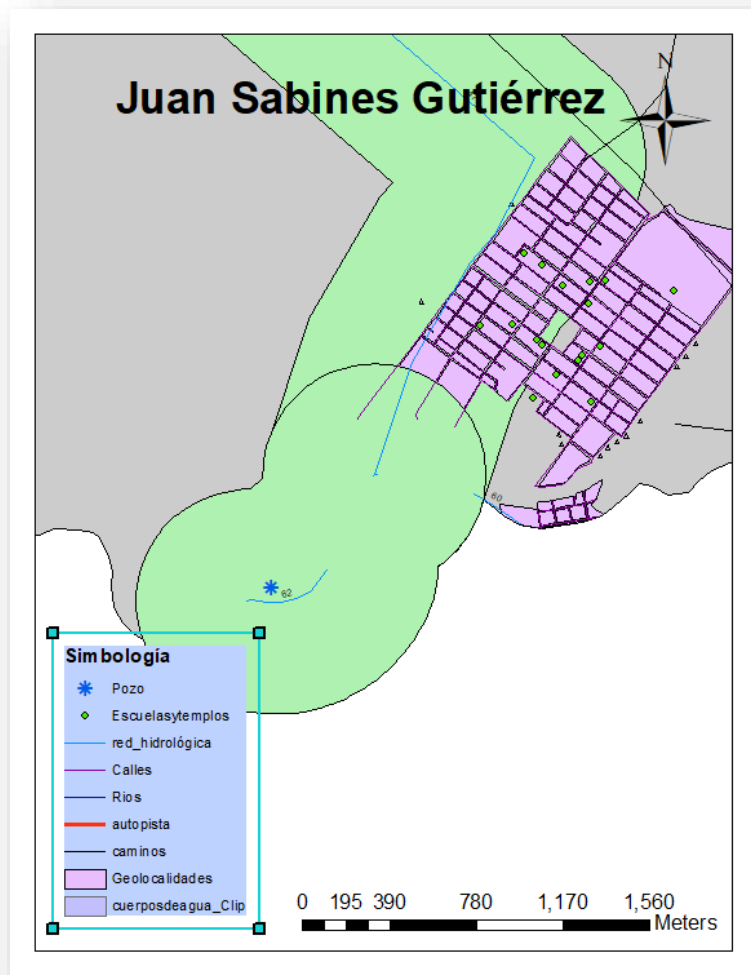 N
Juan Sabines Gutiérrez
60
62
Simbología
Pozo
Escuelasytemplos
red_hidrológica
Calles
Rios
autopista
caminos
Geolocalidades
cuerposdeagua_Clip
0 195 390 780 1,170 1,560
Meters